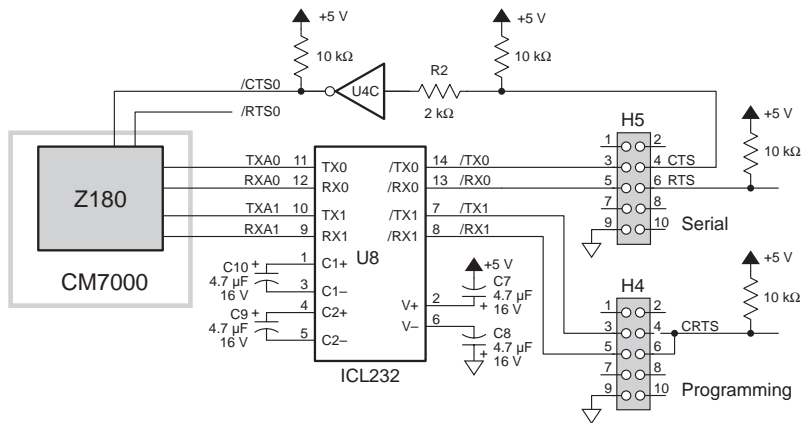 +5 V
+5 V
10 kΩ
10 kΩ
/CTS0
U4C
R2
2 kΩ
/RTS0
H5
+5 V
10 kΩ
1 2
3 4 CTS
5 6 RTS
7 8
9 10
Serial
Z180
CM7000
TXA0 11 TX0 /TX0 14 /TX0
RXA0 12 RX0 /RX0 13 /RX0
TXA1 10 TX1 /TX1 7 /TX1
RXA1 9 RX1 /RX1 8 /RX1
U8
C10 +
4.7 µF
16 V
1 C1+
3 C1–
C9 +
4.7 µF
16 V
4 C2+
5 C2–
V+ 2
V– 6
+5 V
C7
4.7 µF
+ 16 V
C8
4.7 µF
+ 16 V
ICL232
H4
+5 V
10 kΩ
1 2
3 4 CRTS
5 6
7 8
9 10
Programming